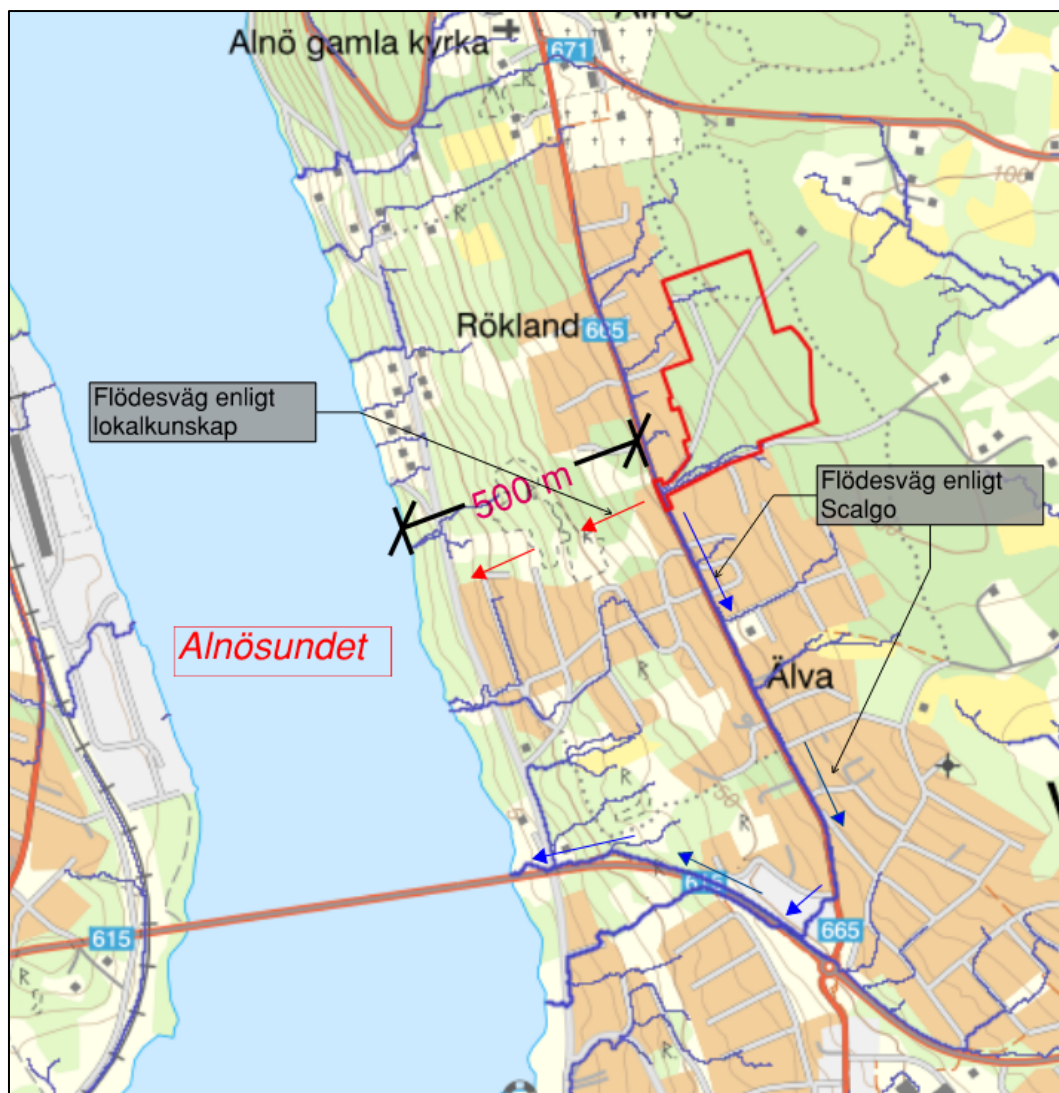 Alnö
Alnö gamla kyrka
671
100
Rökland
665
Flödesväg enligt
lokalkunskap
500 m
Flödesväg enligt
Scalgo
Alnösundet
Älva
R
R
R
R
R
R
R
R
615
665
615
R